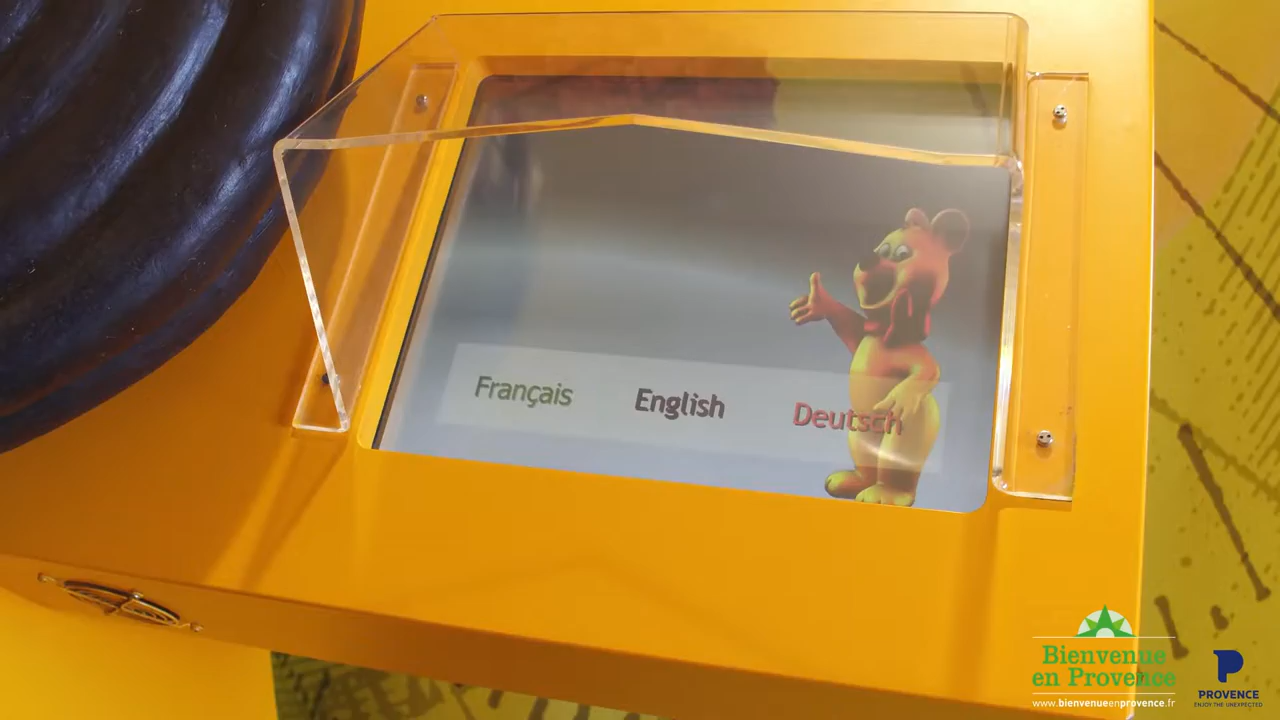 Français English Deutsch
Bienvenue
en Provence
www.bienvenueenprovence.fr
PROVENCE
ENJOY THE UNEXPECTED